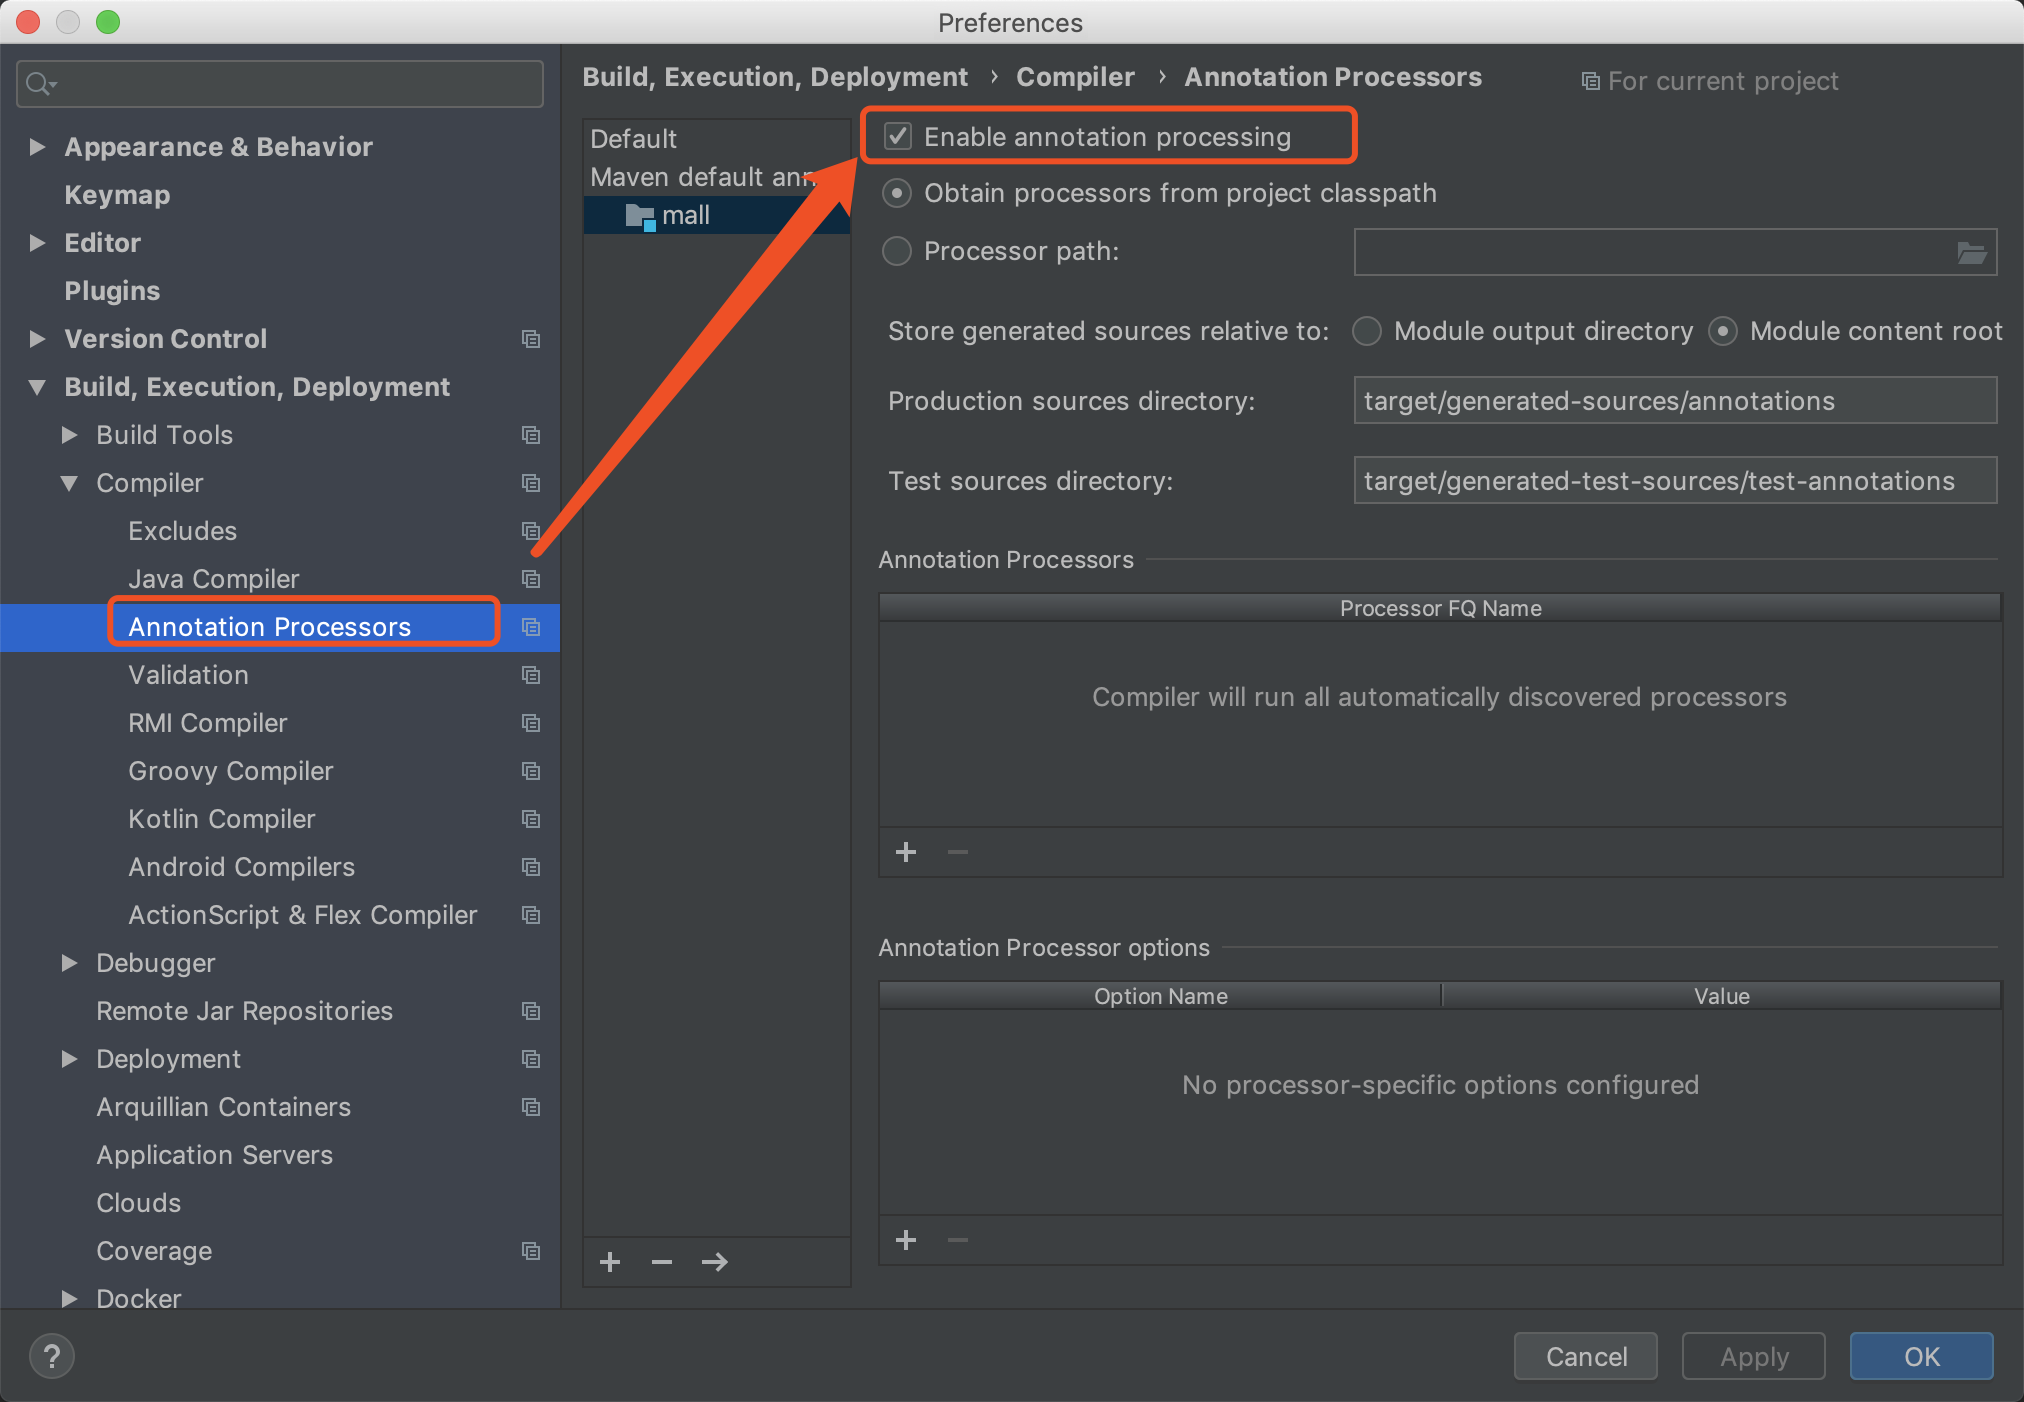 Preferences
Appearance & Behavior
Keymap
Editor
Plugins
Version Control
Build, Execution, Deployment
Build Tools
Compiler
Excludes
Java Compiler
Annotation Processors
Validation
RMI Compiler
Groovy Compiler
Kotlin Compiler
Android Compilers
ActionScript & Flex Compiler
Debugger
Remote Jar Repositories
Deployment
Arquillian Containers
Application Servers
Clouds
Coverage
Docker
Build, Execution, Deployment › Compiler › Annotation Processors
For current project
Default
Maven default ann
mall
Enable annotation processing
Obtain processors from project classpath
Processor path:
Store generated sources relative to: Module output directory Module content root
Production sources directory: target/generated-sources/annotations
Test sources directory: target/generated-test-sources/test-annotations
Annotation Processors
Processor FQ Name
Compiler will run all automatically discovered processors
Annotation Processor options
Option Name Value
No processor-specific options configured
?
Cancel Apply OK